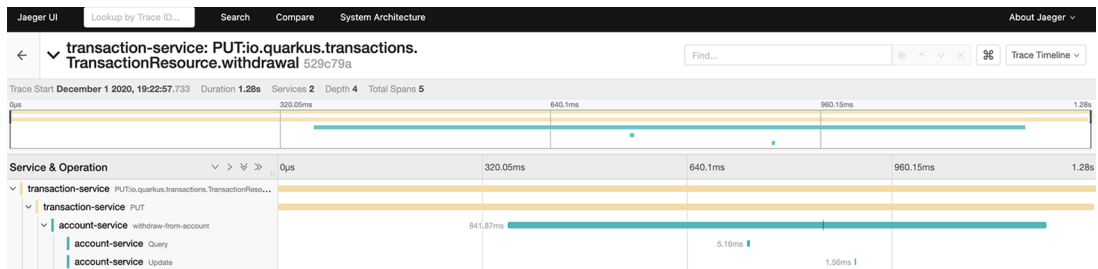 Jaeger UI Lookup by Trace ID... Search Compare System Architecture About Jaeger
transaction-service: PUT:io.quarkus.transactions.
TransactionResource.withdrawal 529c79a
Find... Trace Timeline
Trace Start December 1 2020, 19:22:57.733 Duration 1.28s Services 2 Depth 4 Total Spans 5
0μs 320.05ms 640.1ms 960.15ms 1.28s
Service & Operation 0μs 320.05ms 640.1ms 960.15ms 1.28s
transaction-service PUT:io.quarkus.transactions.TransactionReso...
transaction-service PUT
account-service withdraw-from-account 841.87ms
account-service Query 5.16ms
account-service Update 1.56ms